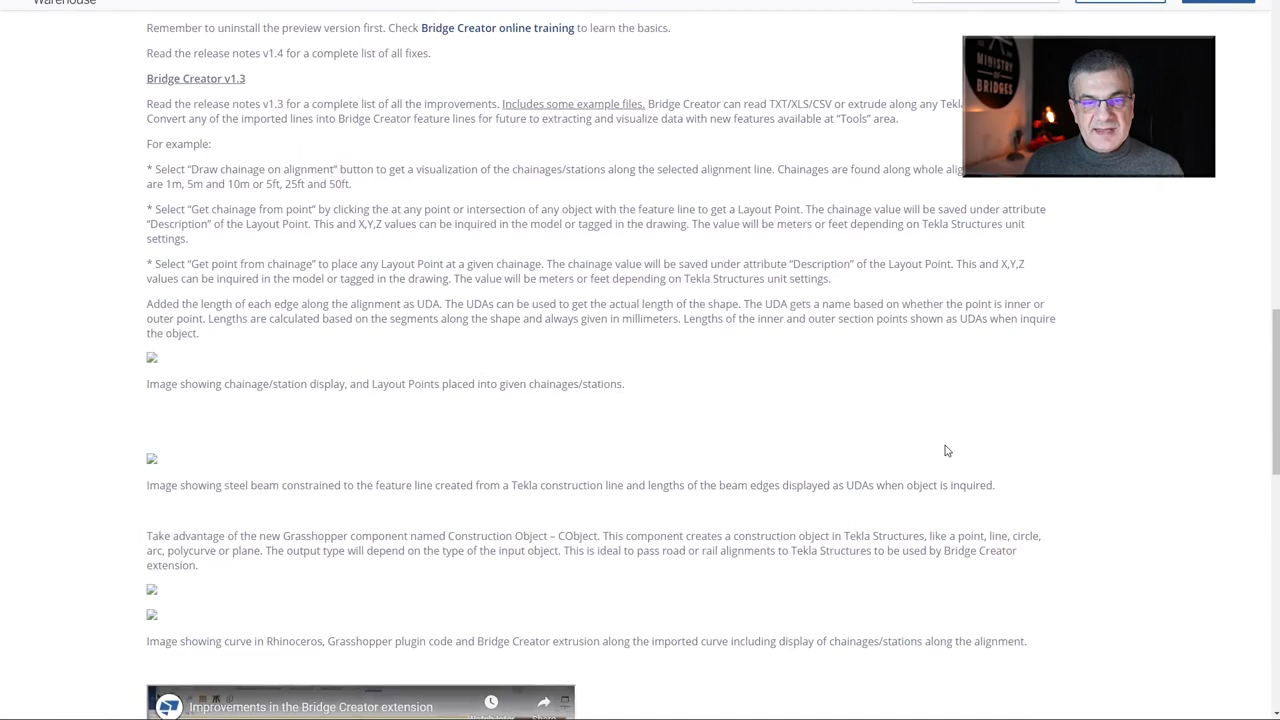 Warehouse
Remember to uninstall the preview version first. Check Bridge Creator online training to learn the basics.
Read the release notes v1.4 for a complete list of all fixes.
Bridge Creator v1.3
Read the release notes v1.3 for a complete list of all the improvements. Includes some example files. Bridge Creator can read TXT/XLS/CSV or extrude along any
Convert any of the imported lines into Bridge Creator feature lines for future to extracting and visualize data with new features available at “Tools” area.
For example:
* Select “Draw chainage on alignment” button to get a visualization of the chainages/stations along the selected alignment line. Chainages are found along whole
are 1m, 5m and 10m or 5ft, 25ft and 50ft.
* Select “Get chainage from point” by clicking the at any point or intersection of any object with the feature line to get a Layout Point. The chainage value will be saved under attribute
“Description” of the Layout Point. This and X,Y,Z values can be inquired in the model or tagged in the drawing. The value will be meters or feet depending on Tekla Structures unit
settings.
* Select “Get point from chainage” to place any Layout Point at a given chainage. The chainage value will be saved under attribute “Description” of the Layout Point. This and X,Y,Z
values can be inquired in the model or tagged in the drawing. The value will be meters or feet depending on Tekla Structures unit settings.
Added the length of each edge along the alignment as UDA. The UDAs can be used to get the actual length of the shape. The UDA gets a name based on whether the point is inner or
outer point. Lengths are calculated based on the segments along the shape and always given in millimeters. Lengths of the inner and outer section points shown as UDAs when inquire
the object.
Image showing chainage/station display, and Layout Points placed into given chainages/stations.
Image showing steel beam constrained to the feature line created from a Tekla construction line and lengths of the beam edges displayed as UDAs when object is inquired.
Take advantage of the new Grasshopper component named Construction Object – CObject. This component creates a construction object in Tekla Structures, like a point, line, circle,
arc, polycurve or plane. The output type will depend on the type of the input object. This is ideal to pass road or rail alignments to Tekla Structures to be used by Bridge Creator
extension.
Image showing curve in Rhinoceros, Grasshopper plugin code and Bridge Creator extrusion along the imported curve including display of chainages/stations along the alignment.
Improvements in the Bridge Creator extension
MINISTRY
OF
BRIDGES